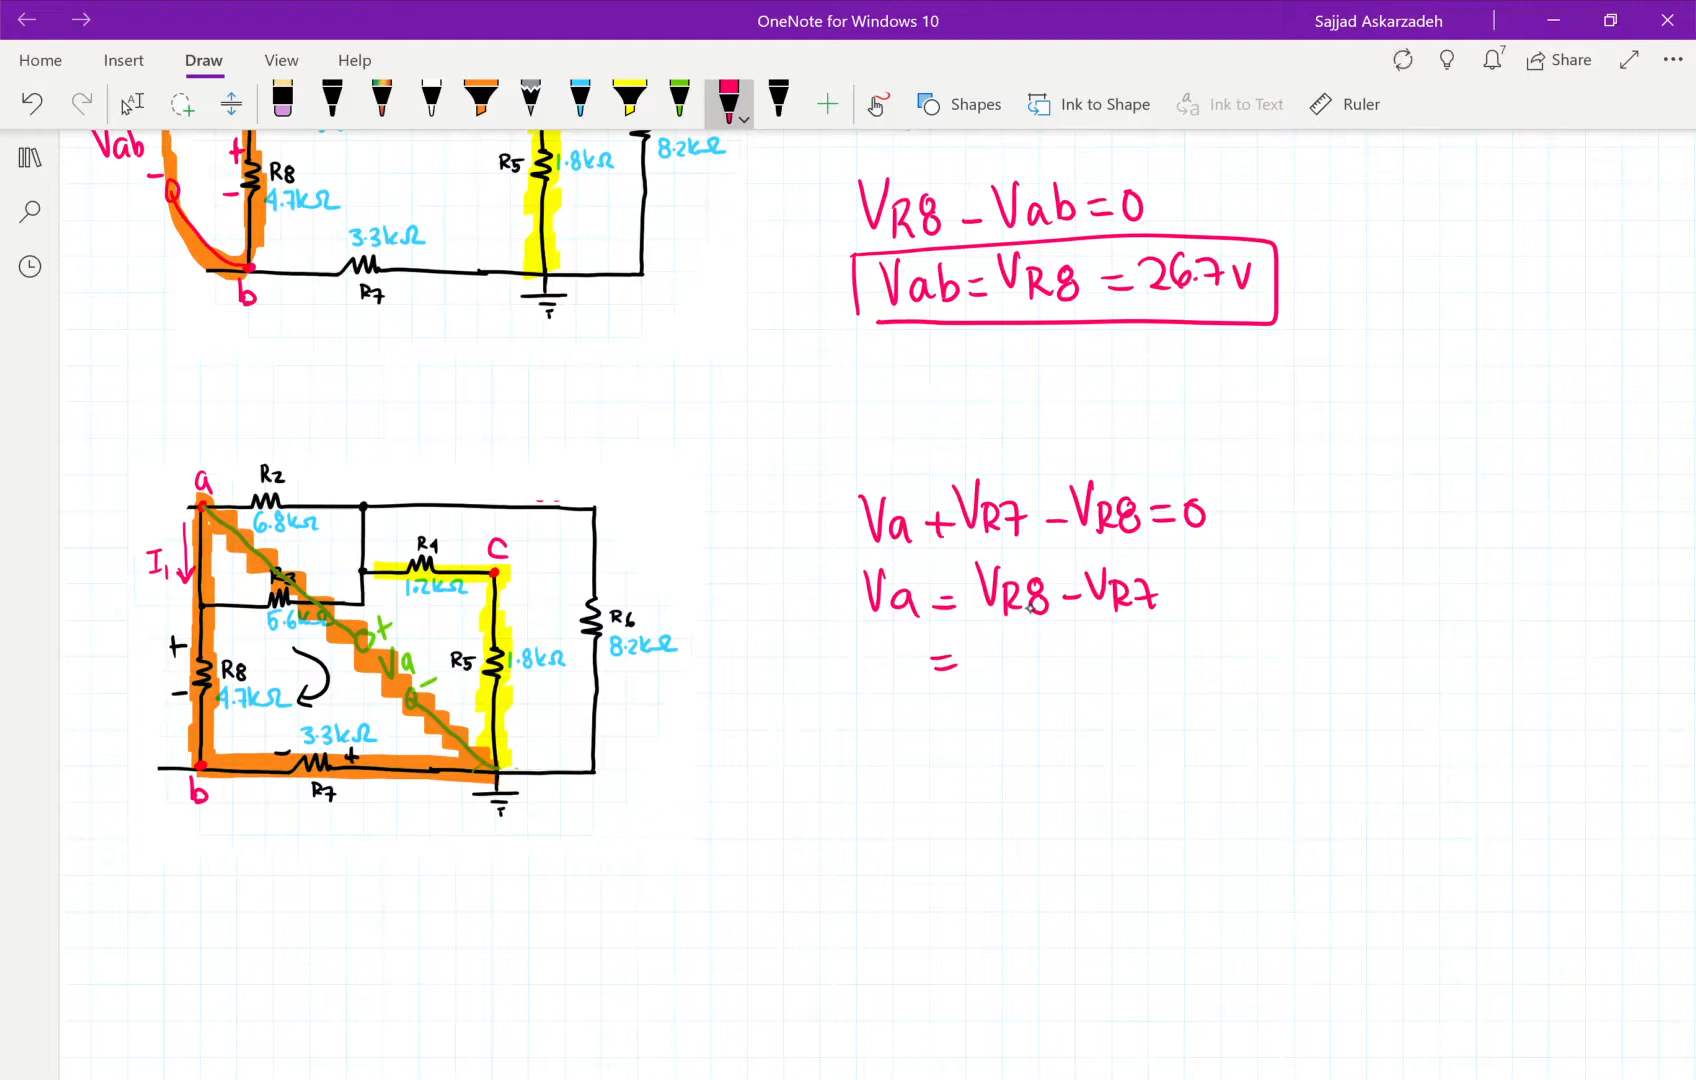 OneNote for Windows 10
Sajjad Askarzadeh
Home Insert Draw View Help
7 Share
Shapes Ink to Shape Ink to Text Ruler
Vab
+
-
R8
4.7kΩ
-
b
3.3kΩ
R7
R5
1.8kΩ
8.2kΩ
VR8 - Vab = 0
Vab = VR8 = 26.7v
a
R2
6.8kΩ
I1
R3
5.6kΩ
R4
1.2kΩ
C
+
Va
-
R5
1.8kΩ
R6
8.2kΩ
+
R8
-
4.7kΩ
3.3kΩ
-
+
b
R7
Va + VR7 - VR8 = 0
Va = VR8 - VR7
=